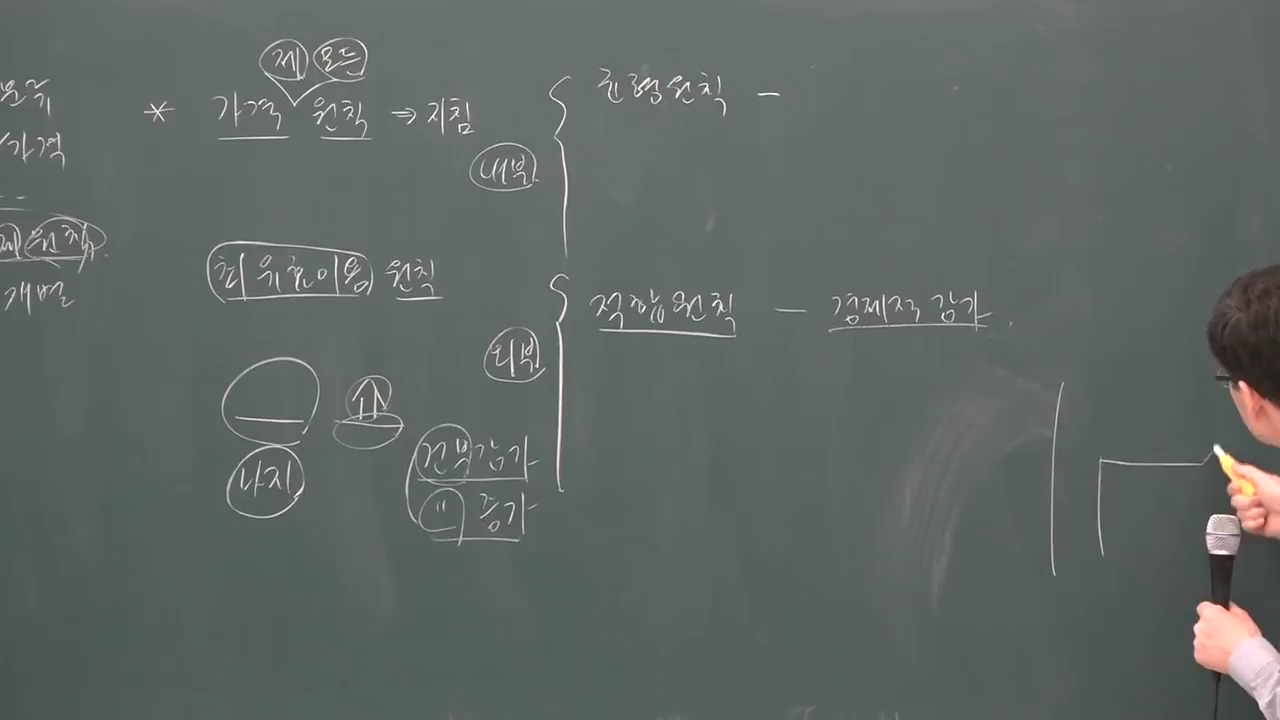 가격
개별
제 모든
* 가격 원칙 ⇒ 지침
최유효이용 원칙
나지
건부감가
〃 증가
내부
균형원칙 —
외부
적합원칙 — 경제적 감가